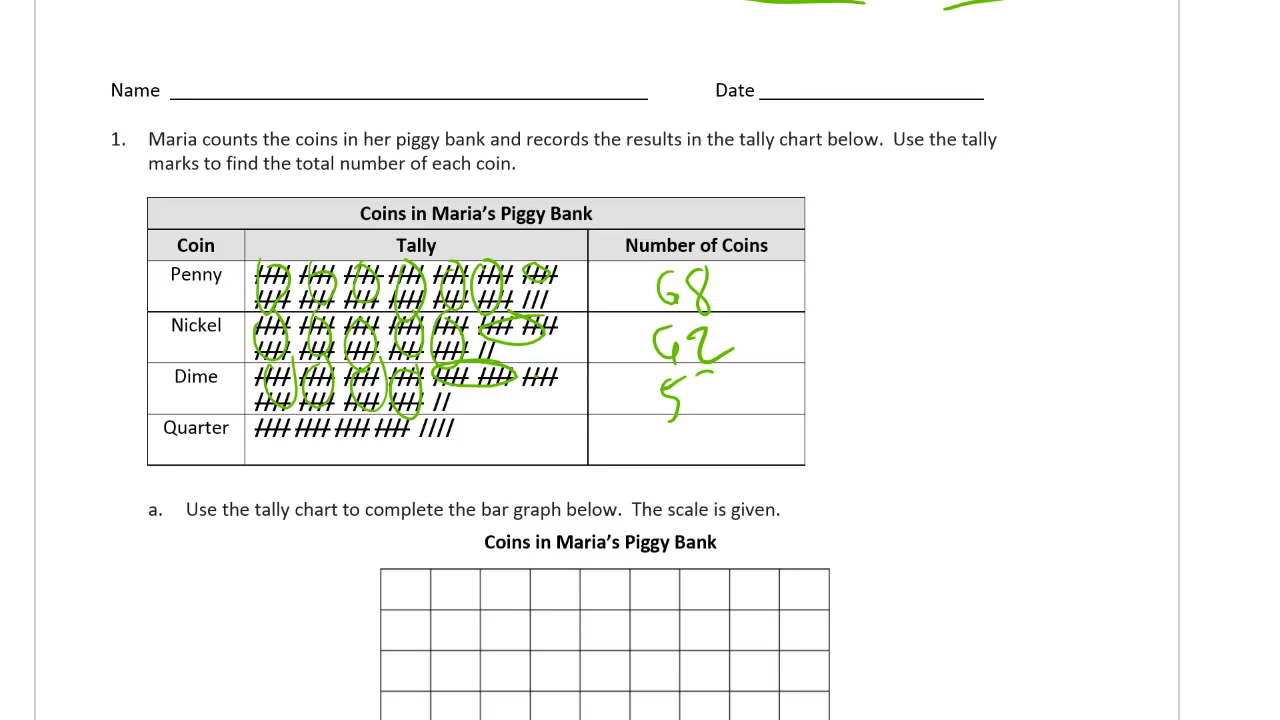 Name Date
1. Maria counts the coins in her piggy bank and records the results in the tally chart below. Use the tally
marks to find the total number of each coin.
Coins in Maria's Piggy Bank
Coin Tally Number of Coins
Penny 68
Nickel 62
Dime 5
Quarter
a. Use the tally chart to complete the bar graph below. The scale is given.
Coins in Maria's Piggy Bank